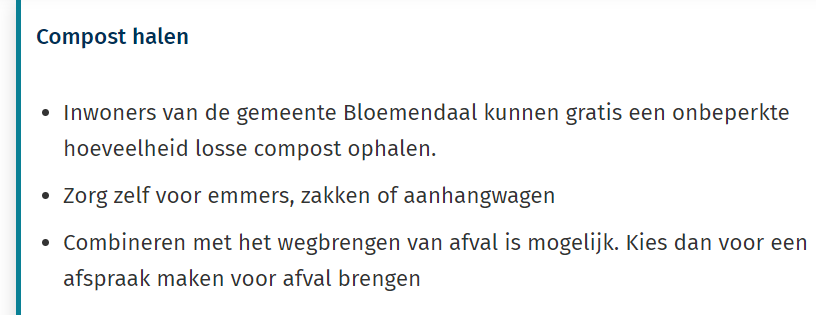 Compost halen
• Inwoners van de gemeente Bloemendaal kunnen gratis een onbeperkte
hoeveelheid losse compost ophalen.
• Zorg zelf voor emmers, zakken of aanhangwagen
• Combineren met het wegbrengen van afval is mogelijk. Kies dan voor een
afspraak maken voor afval brengen